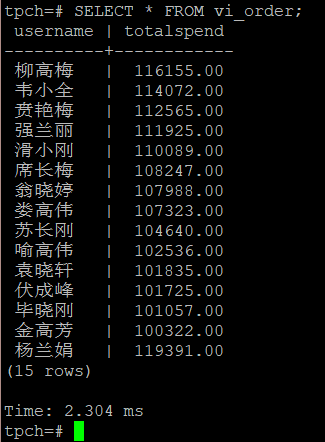 tpch=# SELECT * FROM vi_order;
 username | totalspend
----------+------------
 柳高梅   |  116155.00
 韦小全   |  114072.00
 贲艳梅   |  112565.00
 强兰丽   |  111925.00
 滑小刚   |  110089.00
 席长梅   |  108247.00
 翁晓婷   |  107988.00
 娄高伟   |  107323.00
 苏长刚   |  104640.00
 喻高伟   |  102536.00
 袁晓轩   |  101835.00
 伏成峰   |  101725.00
 毕晓刚   |  101057.00
 金高芳   |  100322.00
 杨兰娟   |  119391.00
(15 rows)

Time: 2.304 ms
tpch=#